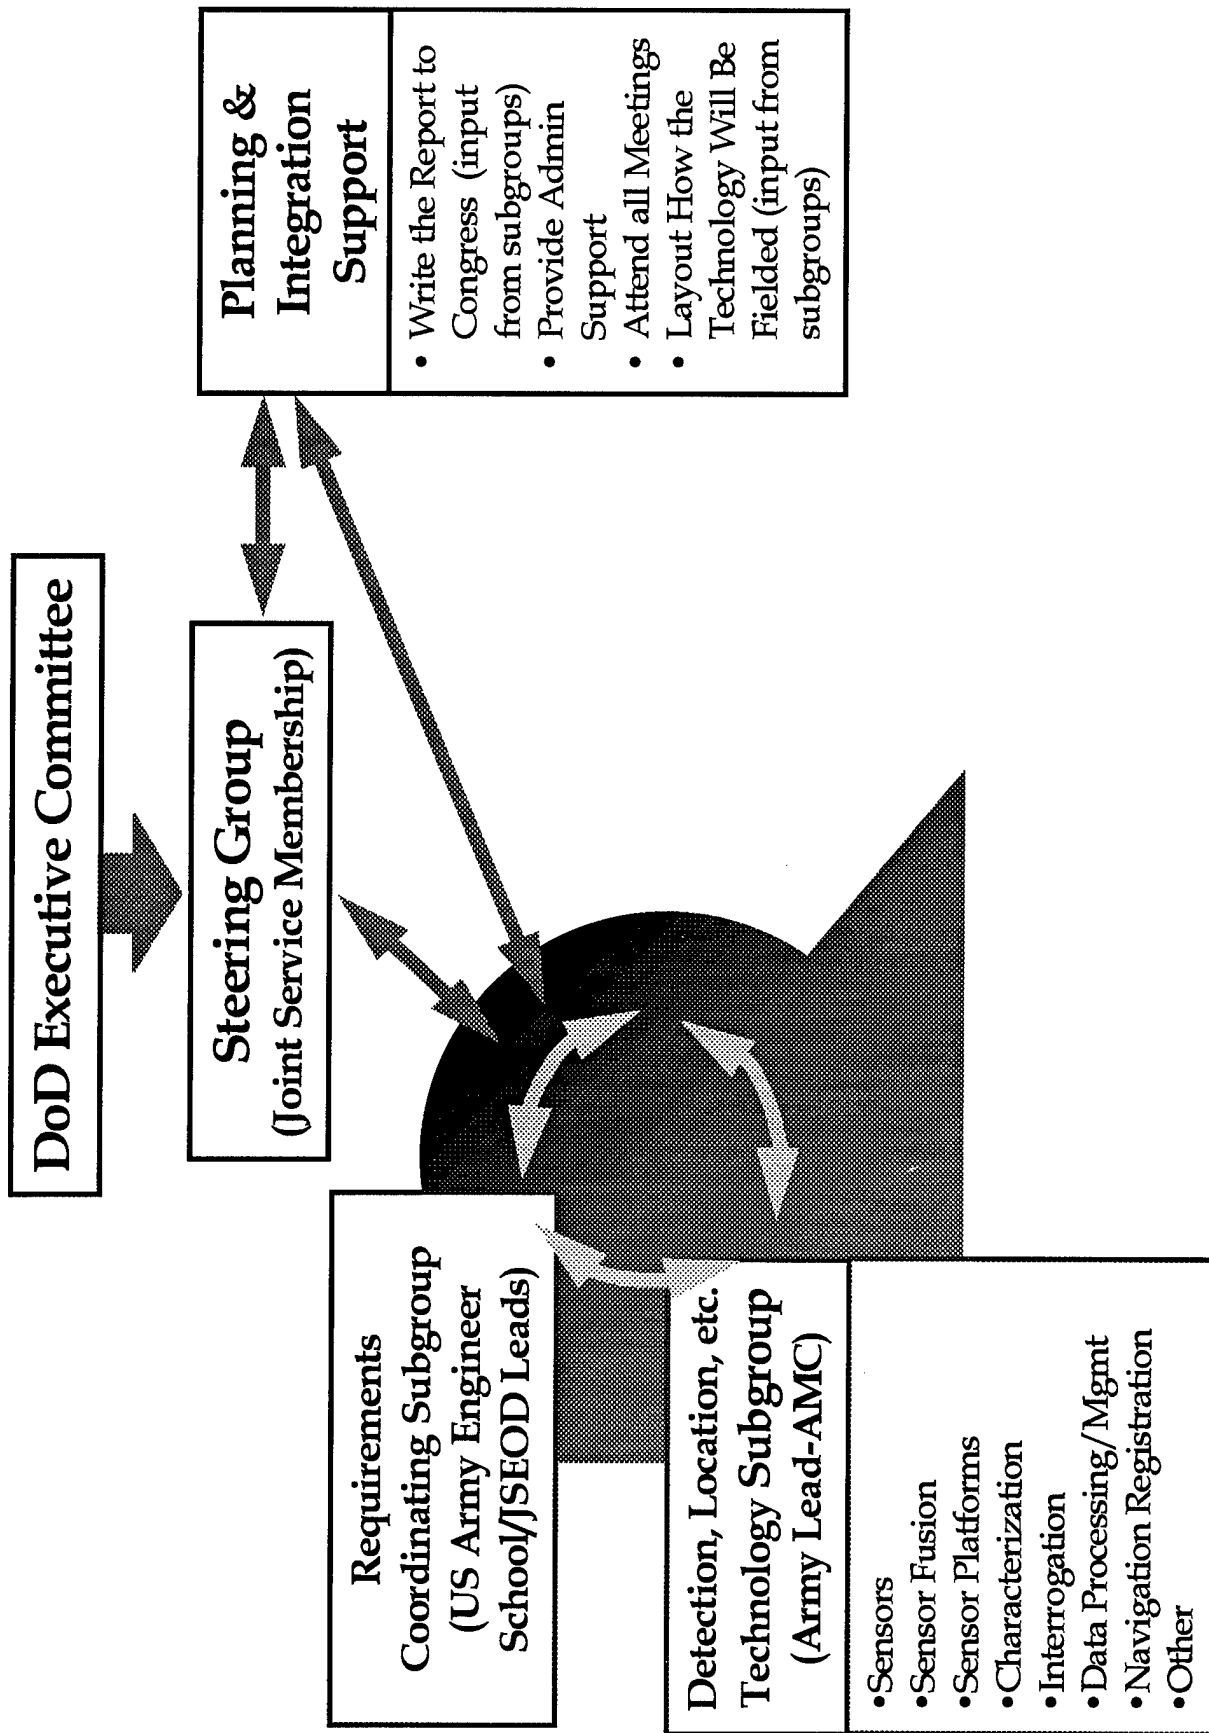 DoD Executive Committee
Steering Group
(Joint Service Membership)
Planning &
Integration
Support
• Write the Report to
Congress (input
from subgroups)
• Provide Admin
Support
• Attend all Meetings
• Layout How the
Technology Will Be
Fielded (input from
subgroups)
Requirements
Coordinating Subgroup
(US Army Engineer
School/JSEOD Leads)
Detection, Location, etc.
Technology Subgroup
(Army Lead-AMC)
•Sensors
•Sensor Fusion
•Sensor Platforms
•Characterization
•Interrogation
•Data Processing/Mgmt
•Navigation Registration
•Other